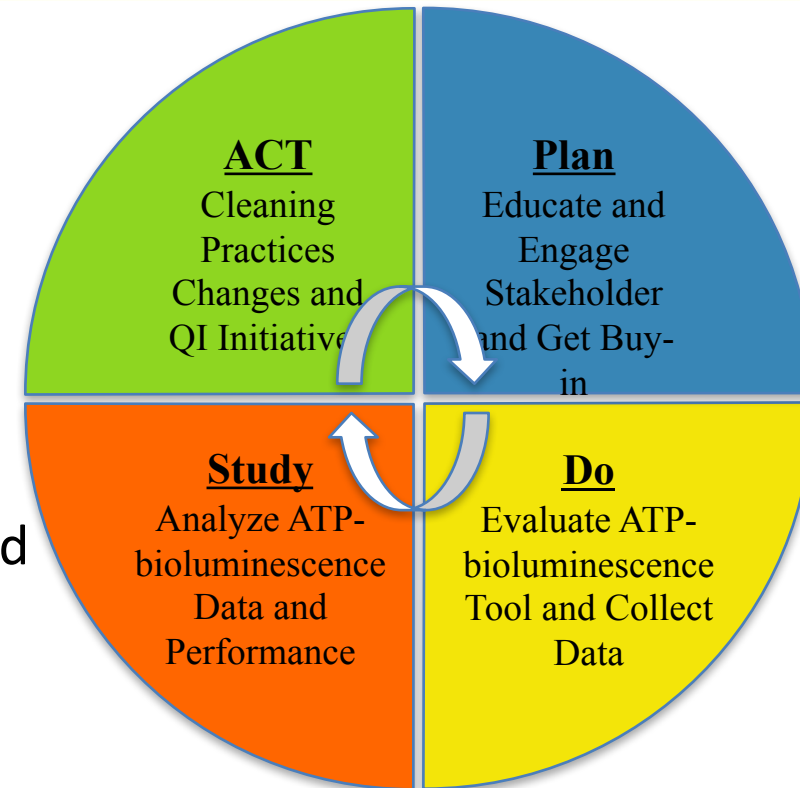 ACT
Cleaning
Practices
Changes and
QI Initiative
Plan
Educate and
Engage
Stakeholder
and Get Buy-
in
Study
Analyze ATP-
bioluminescence
Data and
Performance
Do
Evaluate ATP-
bioluminescence
Tool and Collect
Data
d